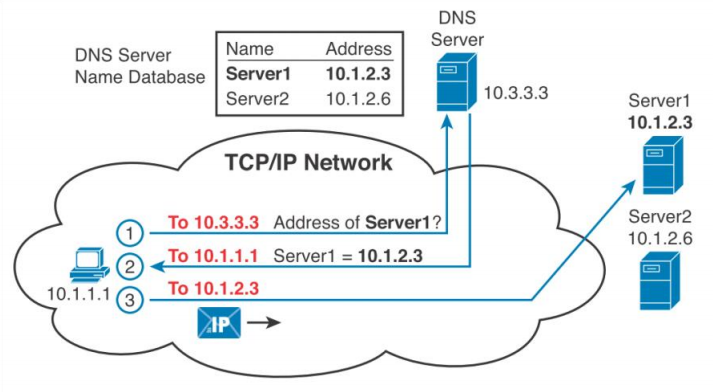 DNS
Server
DNS Server
Name Database
Name Address
Server1 10.1.2.3
Server2 10.1.2.6
10.3.3.3
Server1
10.1.2.3
TCP/IP Network
1 To 10.3.3.3 Address of Server1?
Server2
10.1.2.6
2 To 10.1.1.1 Server1 = 10.1.2.3
10.1.1.1
3 To 10.1.2.3
IP